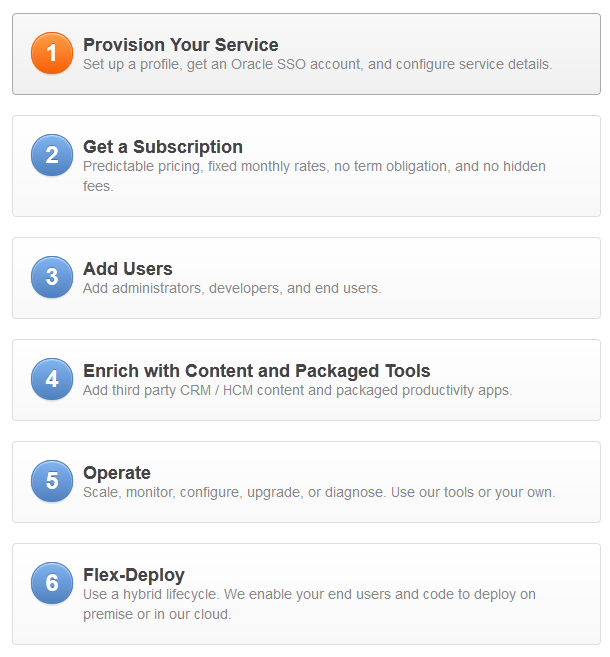 1
Provision Your Service
Set up a profile, get an Oracle SSO account, and configure service details.
2
Get a Subscription
Predictable pricing, fixed monthly rates, no term obligation, and no hidden
fees.
3
Add Users
Add administrators, developers, and end users.
4
Enrich with Content and Packaged Tools
Add third party CRM / HCM content and packaged productivity apps.
5
Operate
Scale, monitor, configure, upgrade, or diagnose. Use our tools or your own.
6
Flex-Deploy
Use a hybrid lifecycle. We enable your end users and code to deploy on
premise or in our cloud.